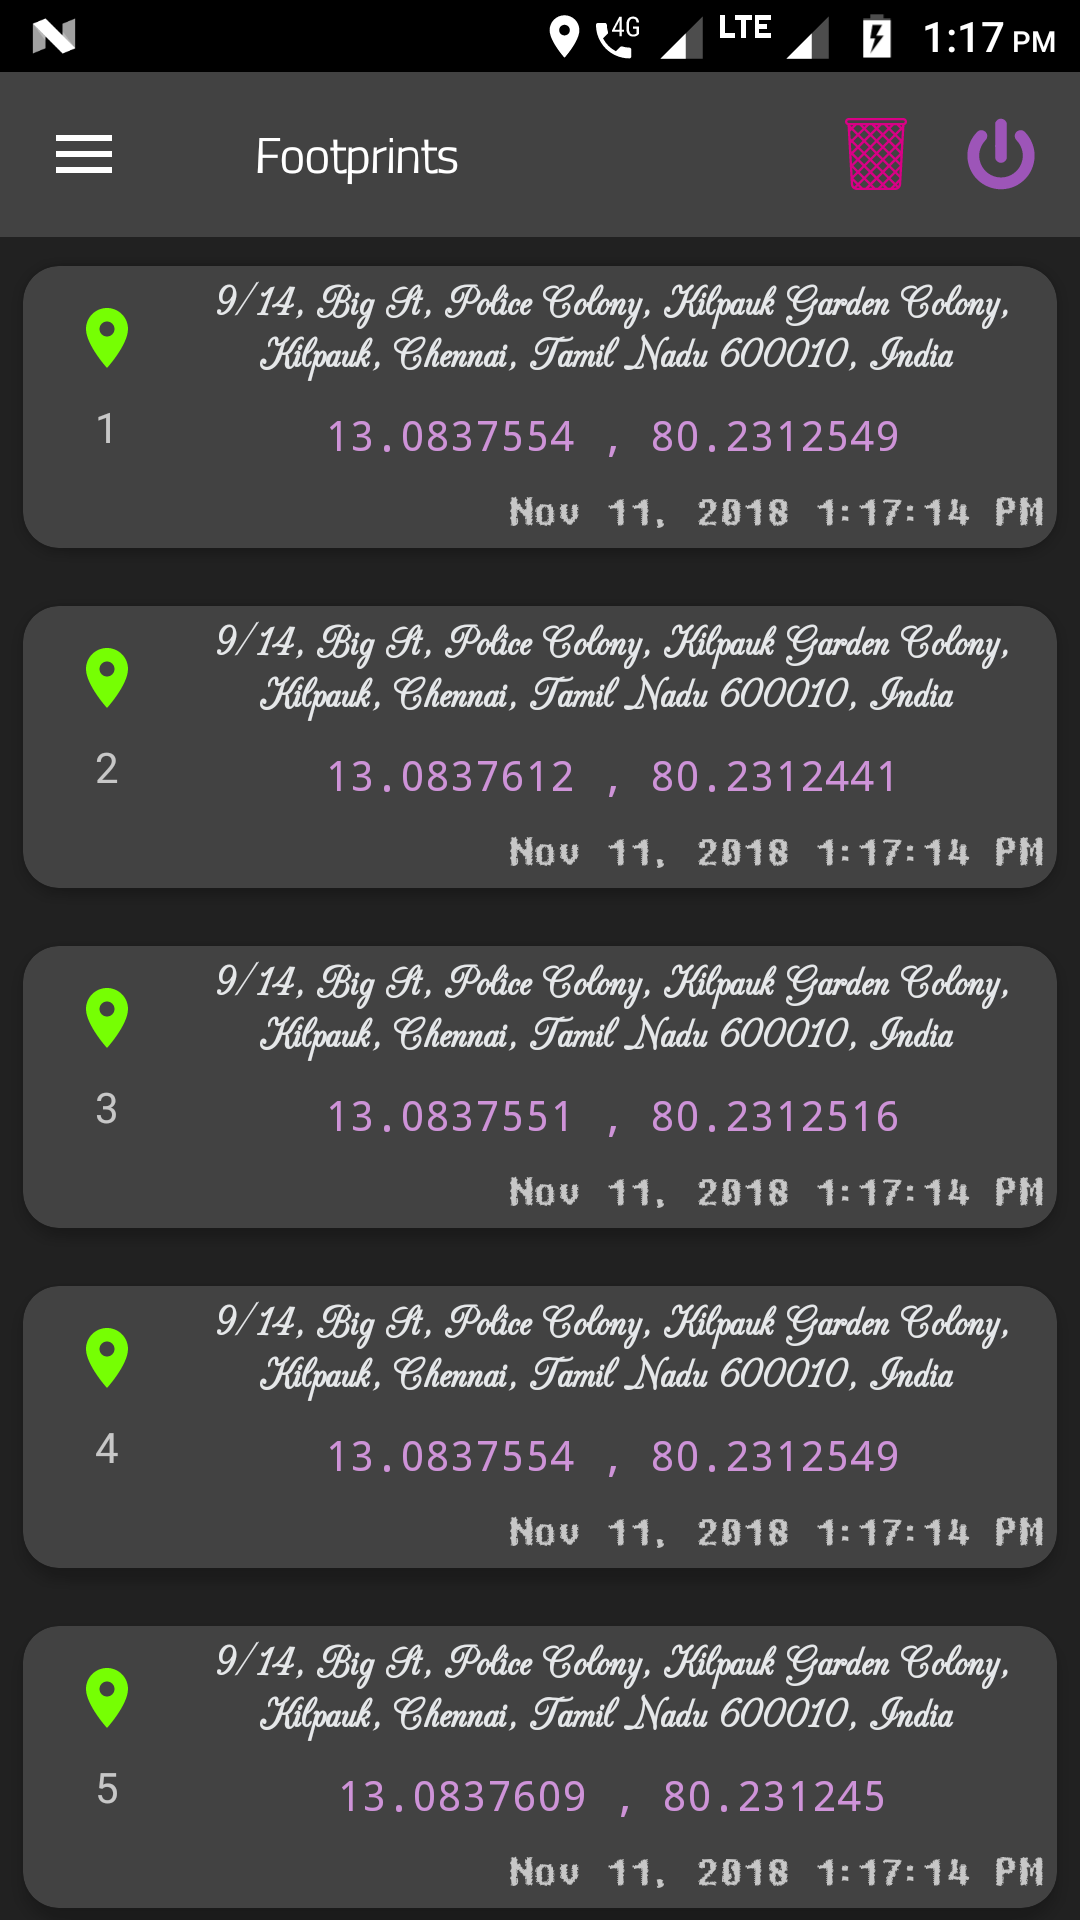 4G LTE 1:17 PM
Footprints
9/14, Big St, Police Colony, Kilpauk Garden Colony,
Kilpauk, Chennai, Tamil Nadu 600010, India
1
13.0837554 , 80.2312549
Nov 11, 2018 1:17:14 PM
9/14, Big St, Police Colony, Kilpauk Garden Colony,
Kilpauk, Chennai, Tamil Nadu 600010, India
2
13.0837612 , 80.2312441
Nov 11, 2018 1:17:14 PM
9/14, Big St, Police Colony, Kilpauk Garden Colony,
Kilpauk, Chennai, Tamil Nadu 600010, India
3
13.0837551 , 80.2312516
Nov 11, 2018 1:17:14 PM
9/14, Big St, Police Colony, Kilpauk Garden Colony,
Kilpauk, Chennai, Tamil Nadu 600010, India
4
13.0837554 , 80.2312549
Nov 11, 2018 1:17:14 PM
9/14, Big St, Police Colony, Kilpauk Garden Colony,
Kilpauk, Chennai, Tamil Nadu 600010, India
5
13.0837609 , 80.231245
Nov 11, 2018 1:17:14 PM